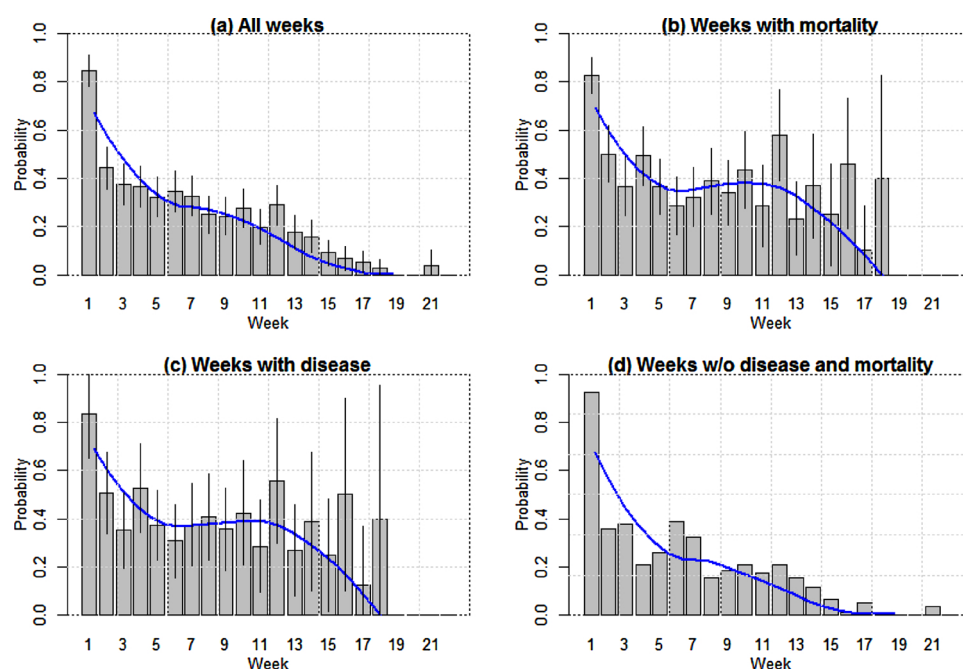 (a) All weeks
Probability
0.0 0.2 0.4 0.6 0.8 1.0
1 3 5 7 9 11 13 15 17 19 21
Week
(b) Weeks with mortality
Probability
0.0 0.2 0.4 0.6 0.8 1.0
1 3 5 7 9 11 13 15 17 19 21
Week
(c) Weeks with disease
Probability
0.0 0.2 0.4 0.6 0.8 1.0
1 3 5 7 9 11 13 15 17 19 21
Week
(d) Weeks w/o disease and mortality
Probability
0.0 0.2 0.4 0.6 0.8 1.0
1 3 5 7 9 11 13 15 17 19 21
Week